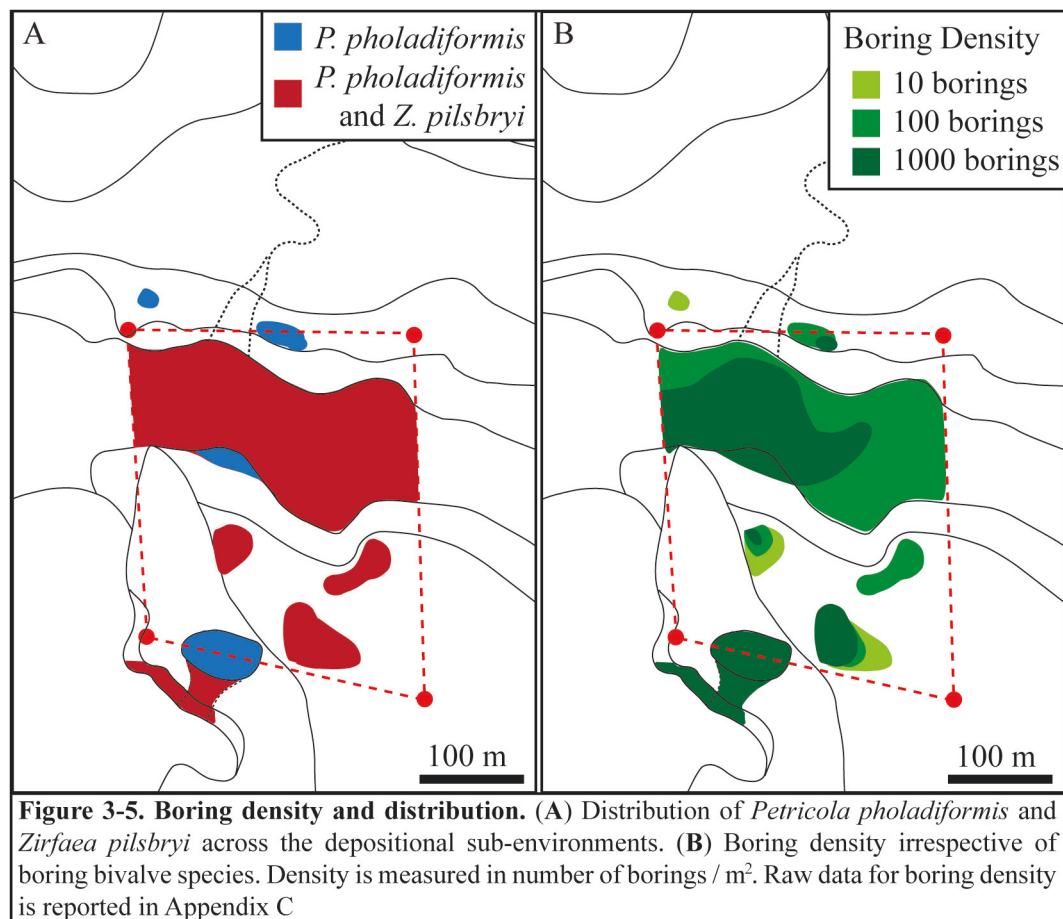 A
P. pholadiformis
P. pholadiformis
and Z. pilsbryi
100 m
B
Boring Density
10 borings
100 borings
1000 borings
100 m
Figure 3-5. Boring density and distribution. (A) Distribution of Petricola pholadiformis and
Zirfaea pilsbryi across the depositional sub-environments. (B) Boring density irrespective of
boring bivalve species. Density is measured in number of borings / m². Raw data for boring density
is reported in Appendix C